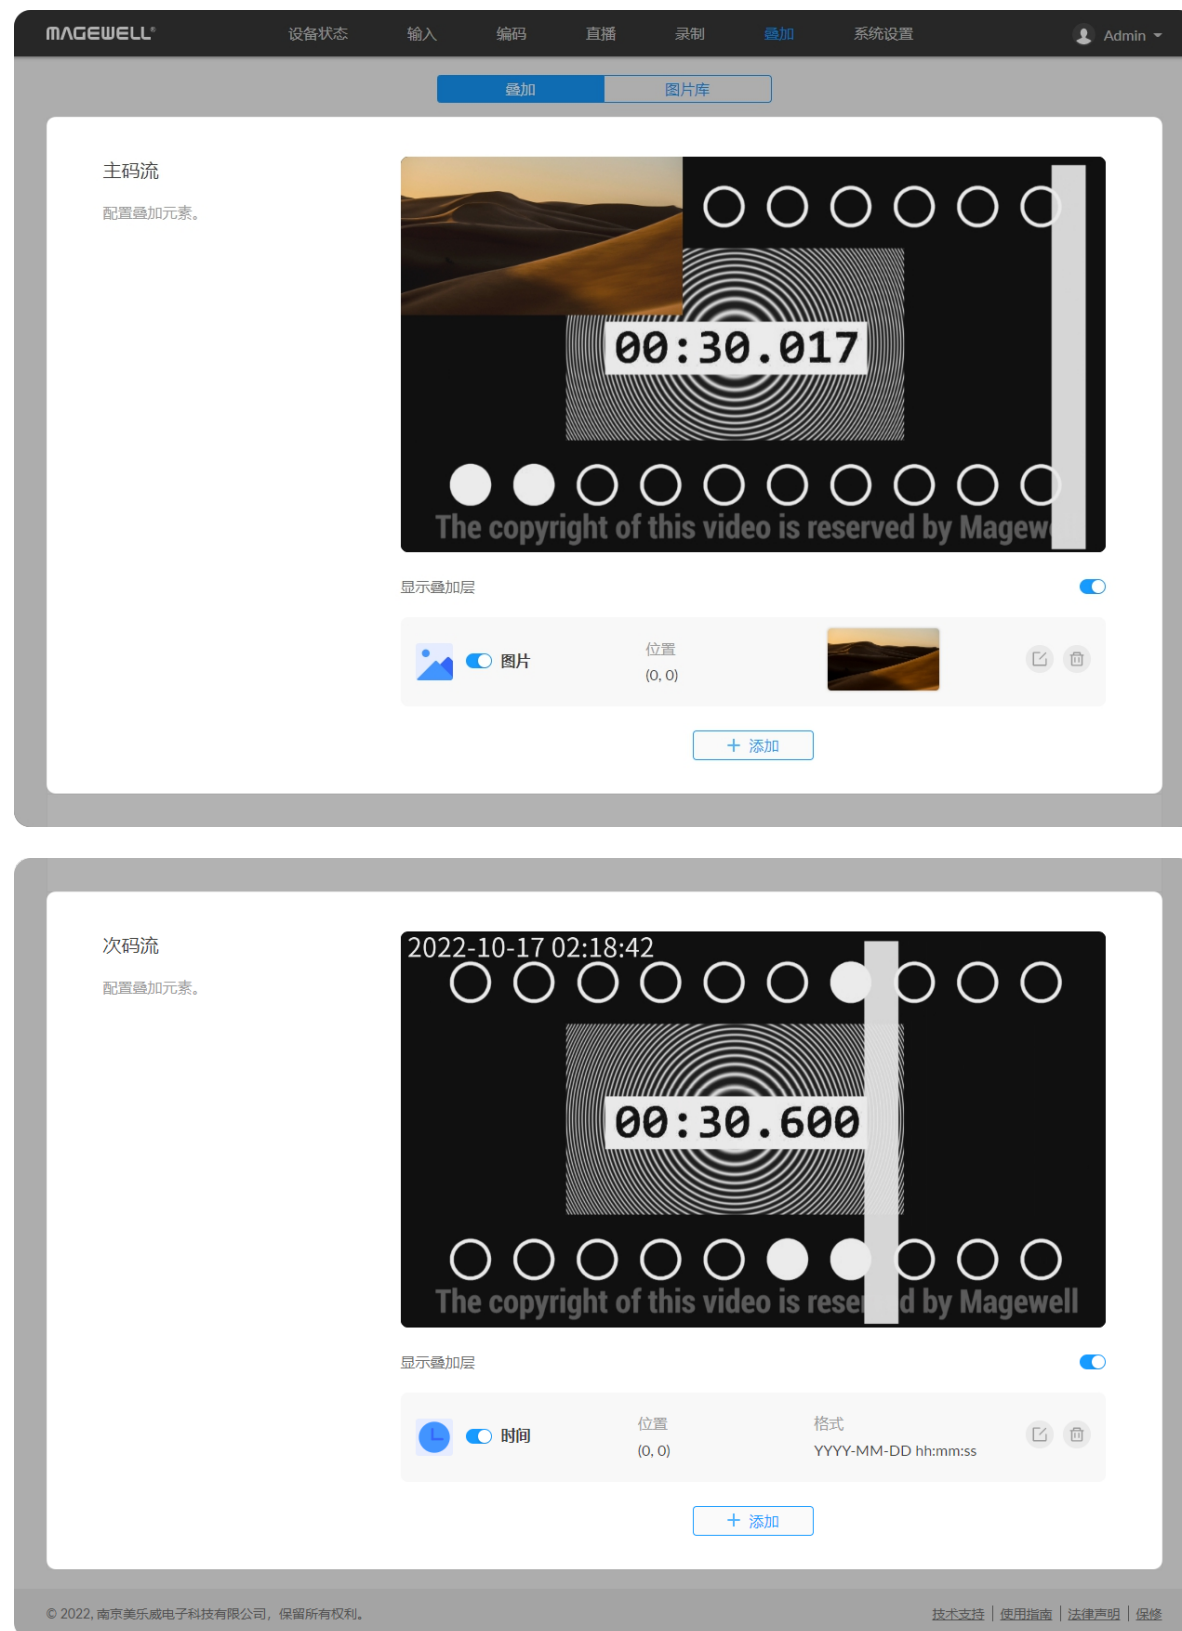 MAGEWELL®
设备状态 输入 编码 直播 录制 叠加 系统设置 Admin
叠加 图片库
主码流
配置叠加元素。
00:30.017
The copyright of this video is reserved by Magew
显示叠加层
图片
位置
(0, 0)
+ 添加
次码流
配置叠加元素。
2022-10-17 02:18:42
00:30.600
The copyright of this video is rese d by Magewell
显示叠加层
时间
位置
(0, 0)
格式
YYYY-MM-DD hh:mm:ss
+ 添加
© 2022, 南京美乐威电子科技有限公司，保留所有权利。
技术支持 | 使用指南 | 法律声明 | 保修